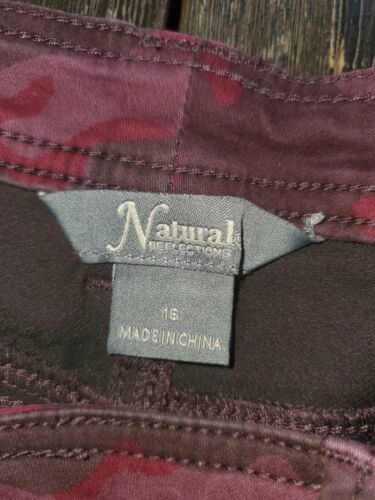 Natural
REFLECTIONS
16
MADE IN CHINA